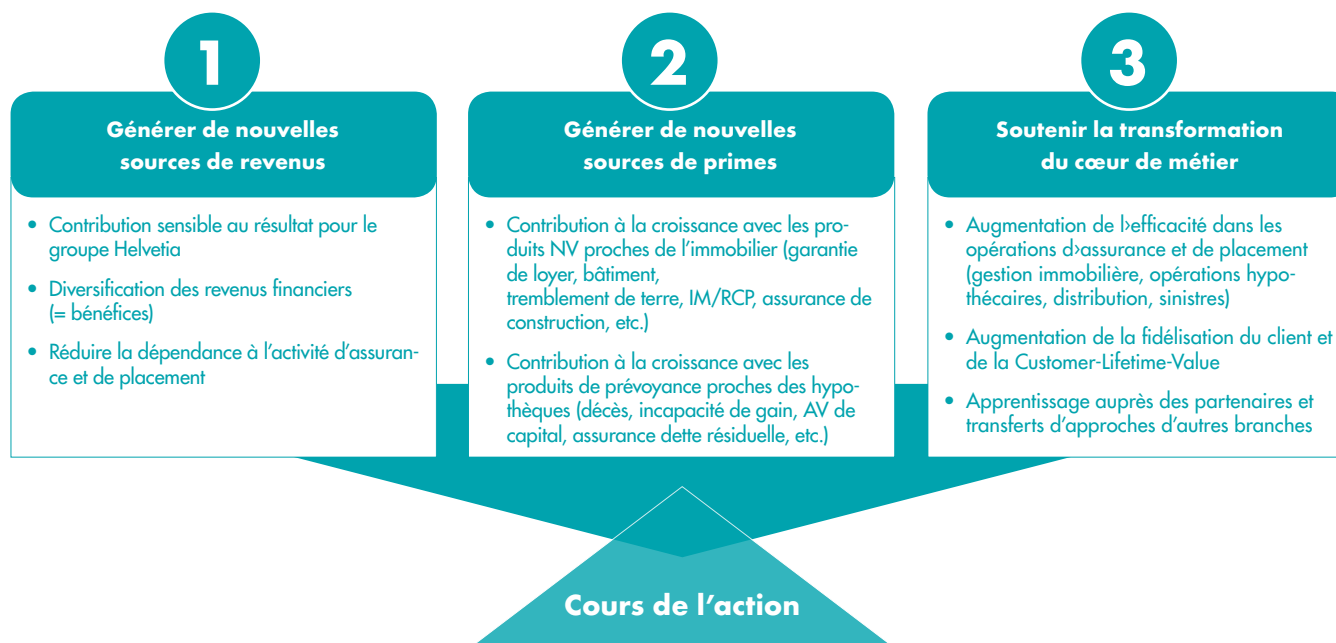 1
Générer de nouvelles
sources de revenus
• Contribution sensible au résultat pour le
groupe Helvetia
• Diversification des revenus financiers
(= bénéfices)
• Réduire la dépendance à l’activité d’assuran-
ce et de placement
2
Générer de nouvelles
sources de primes
• Contribution à la croissance avec les pro-
duits NV proches de l’immobilier (garantie
de loyer, bâtiment,
tremblement de terre, IM/RCP, assurance de
construction, etc.)
• Contribution à la croissance avec les
produits de prévoyance proches des hypo-
thèques (décès, incapacité de gain, AV de
capital, assurance dette résiduelle, etc.)
3
Soutenir la transformation
du cœur de métier
• Augmentation de l›efficacité dans les
opérations d›assurance et de placement
(gestion immobilière, opérations hypo-
thécaires, distribution, sinistres)
• Augmentation de la fidélisation du client et
de la Customer-Lifetime-Value
• Apprentissage auprès des partenaires et
transferts d’approches d’autres branches
Cours de l’action